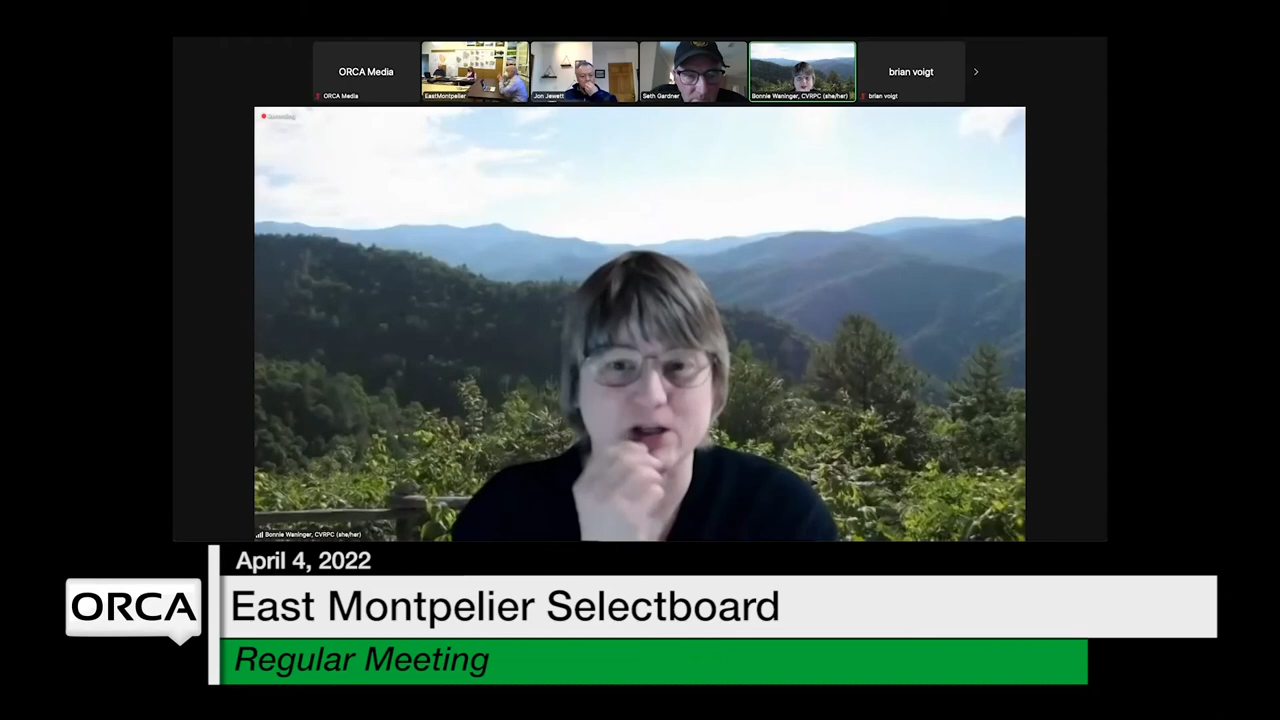 ORCA Media
brian voigt
ORCA Media
EastMontpelier
Jon Jewett
Seth Gardner
Bonnie Waninger, CVRPC (she/her)
brian voigt
Recording
Bonnie Waninger, CVRPC (she/her)
April 4, 2022
ORCA
East Montpelier Selectboard
Regular Meeting